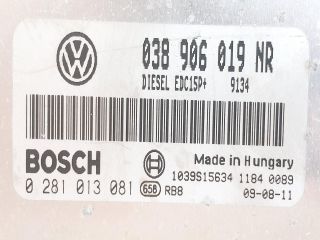 038 906 019 NR
DIESEL EDC15P+ 9134
BOSCH
Made in Hungary
1039S15634 1184 0089
0 281 013 081 658 RB8 09-08-11